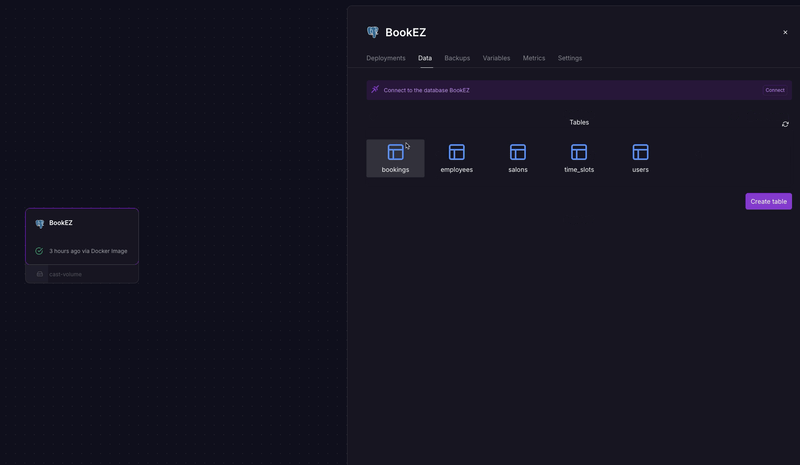 BookEZ
Deployments Data Backups Variables Metrics Settings
Connect to the database BookEZ Connect
Tables
bookings employees salons time_slots users
Create table
BookEZ
3 hours ago via Docker Image
cast-volume